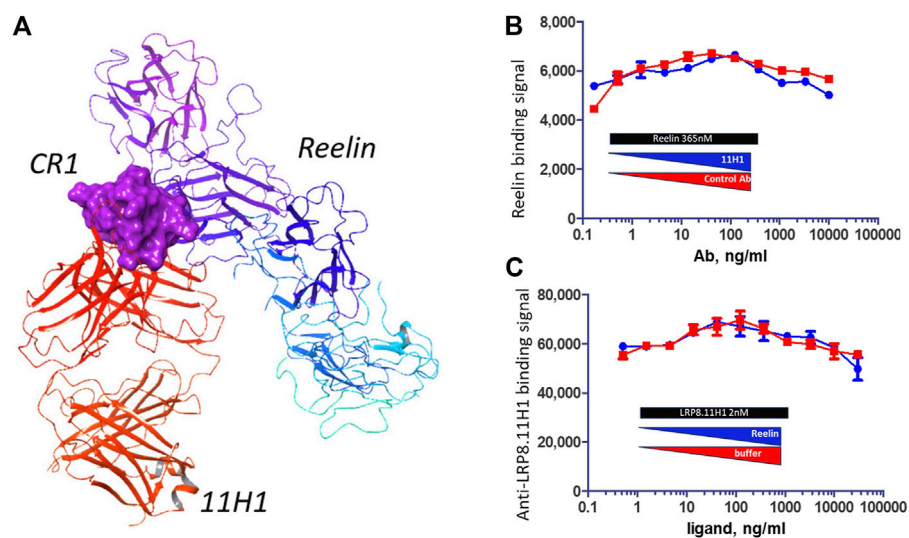 A
CR1
Reelin
11H1
B
Reelin binding signal
8,000
6,000
4,000
2,000
0
Reelin 365nM
11H1
Control Ab
0.1 1 10 100 1000 10000 100000
Ab, ng/ml
C
Anti-LRP8.11H1 binding signal
80,000
60,000
40,000
20,000
0
LRP8.11H1 2nM
Reelin
buffer
0.1 1 10 100 1000 10000 100000
ligand, ng/ml